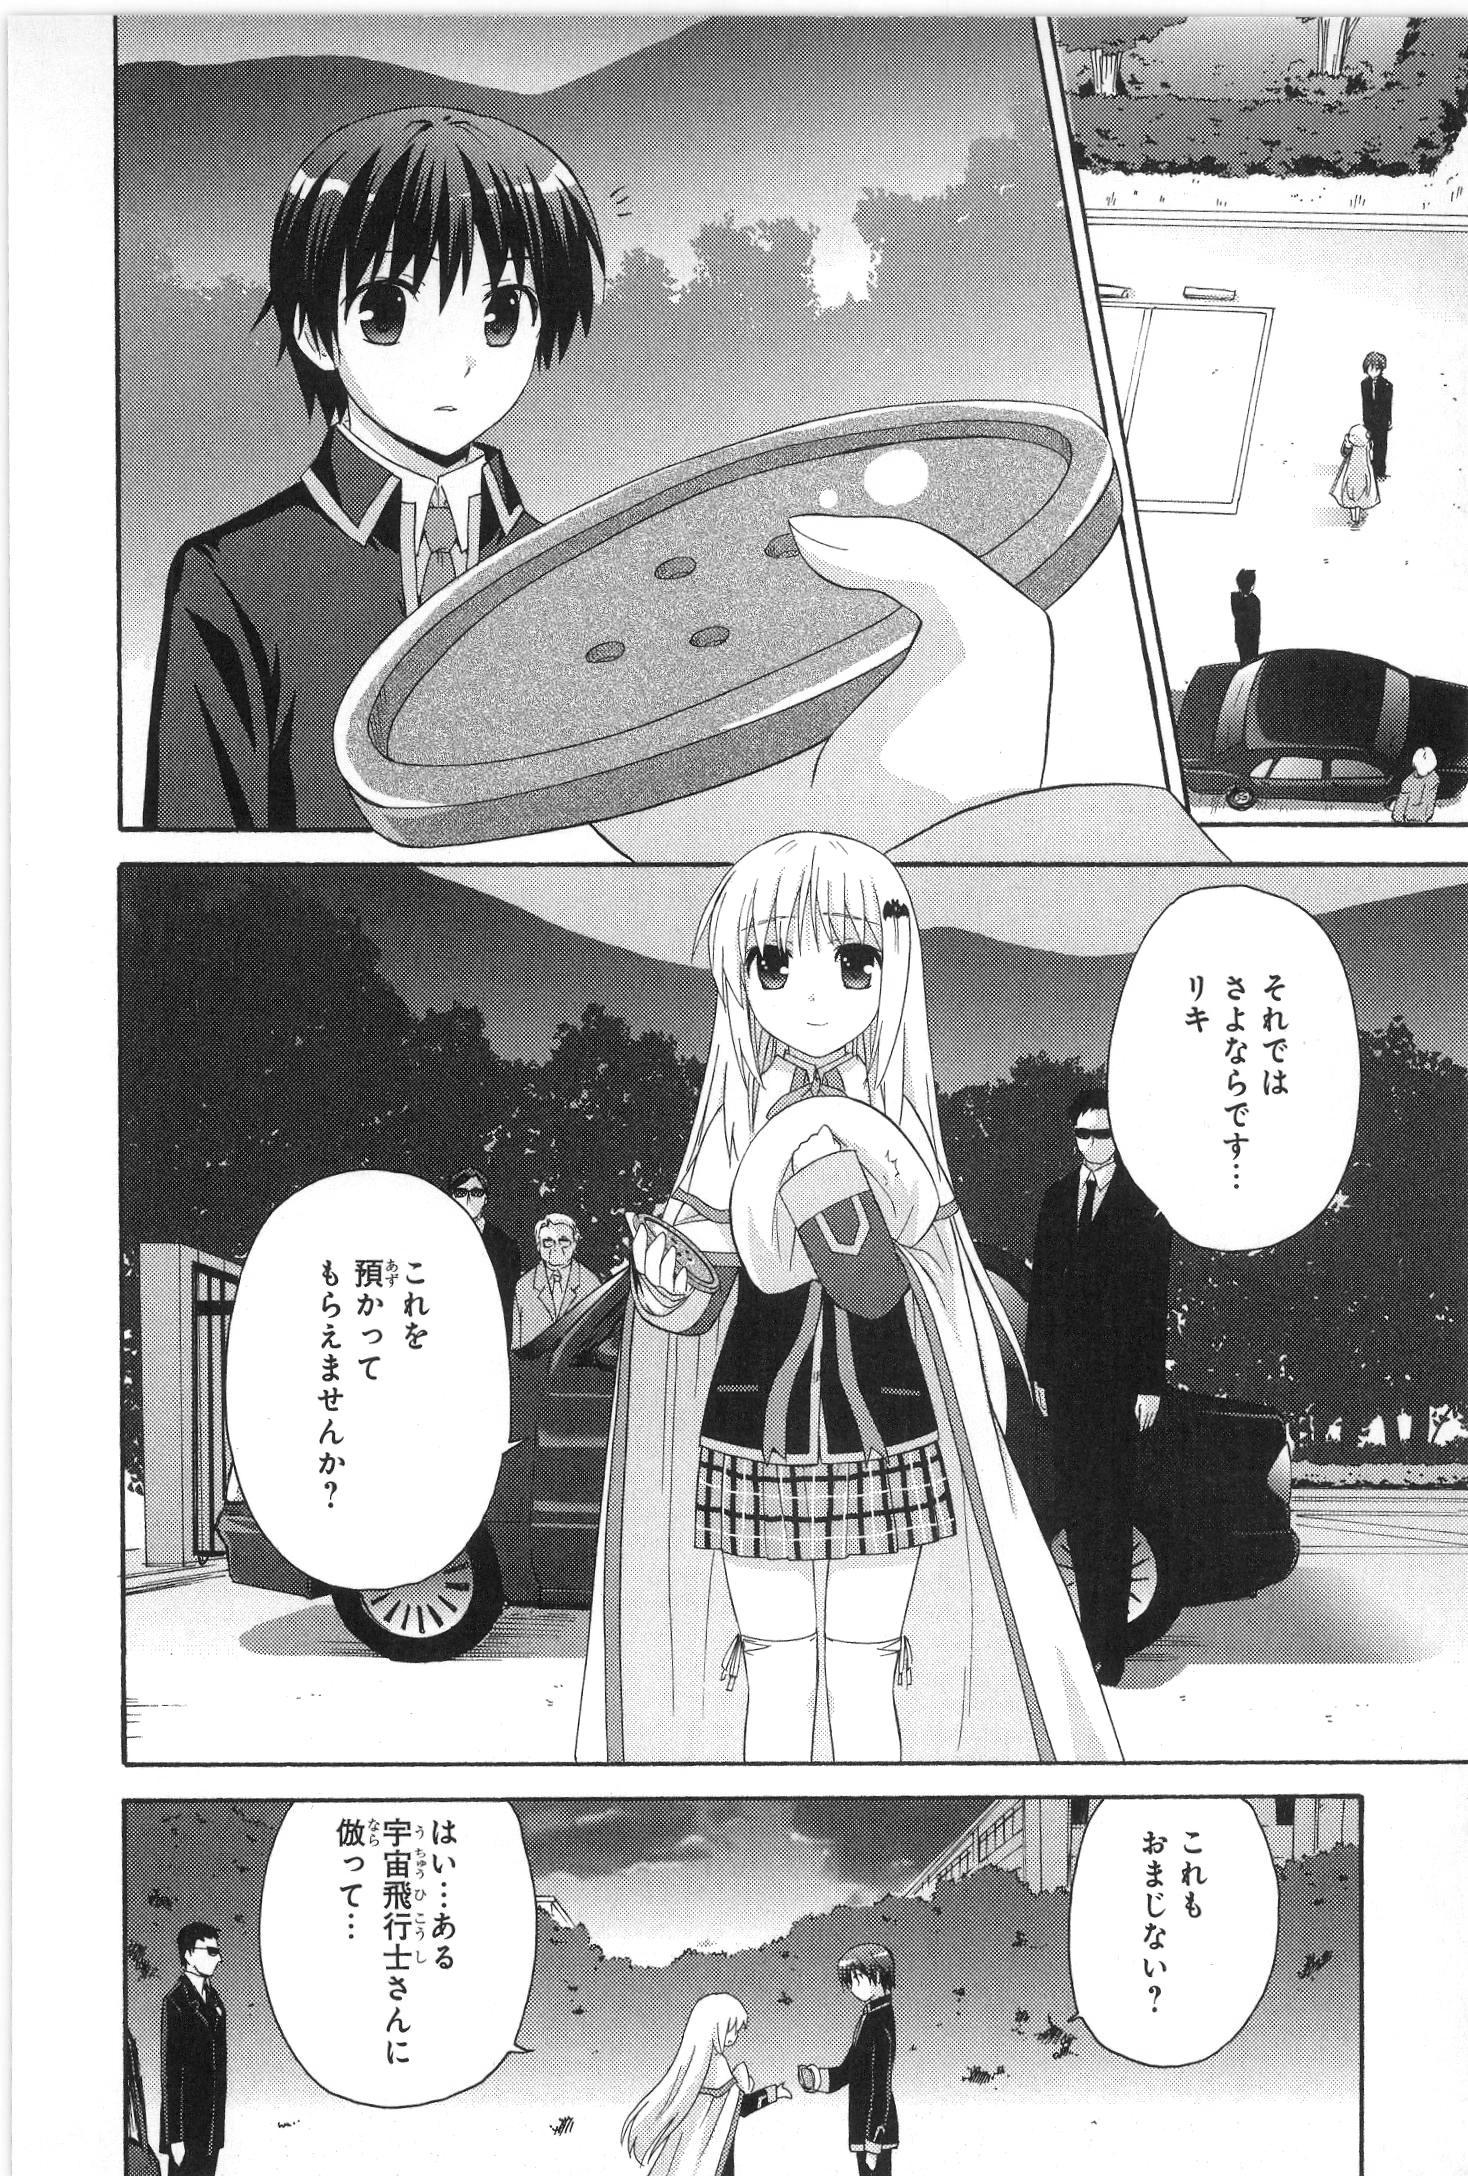 それでは
さよならです…
リキ
これを
預かって
もらえませんか?
これも
おまじない?
はい…ある
宇宙飛行士さんに
倣って…